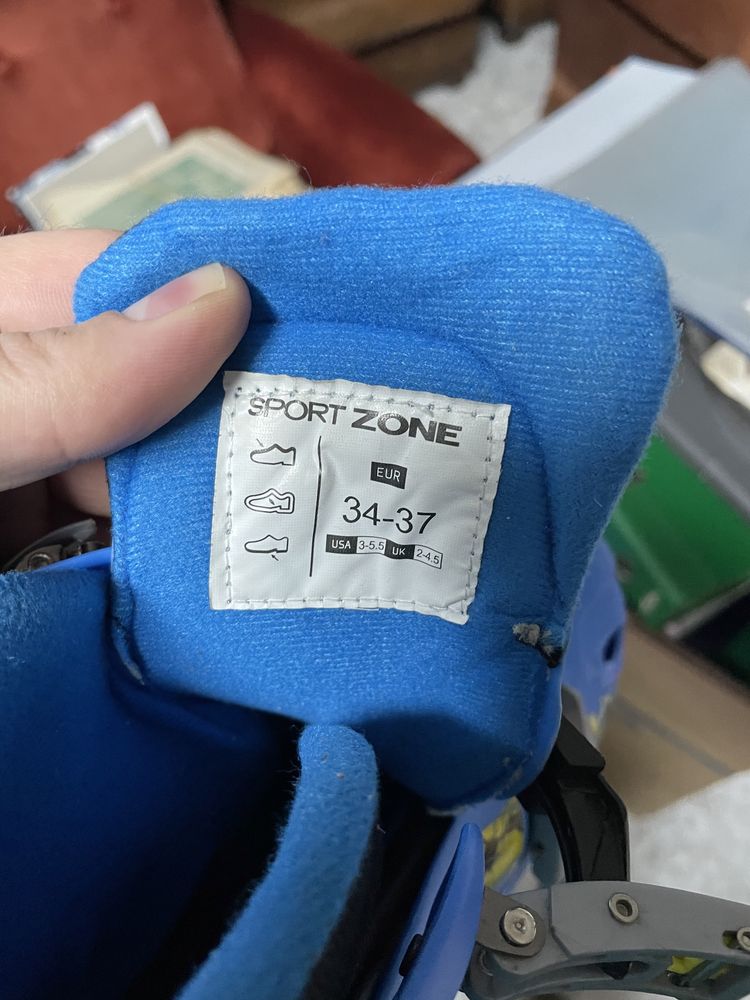 SPORT ZONE
EUR
34-37
USA 3-5.5 UK 2-4.5